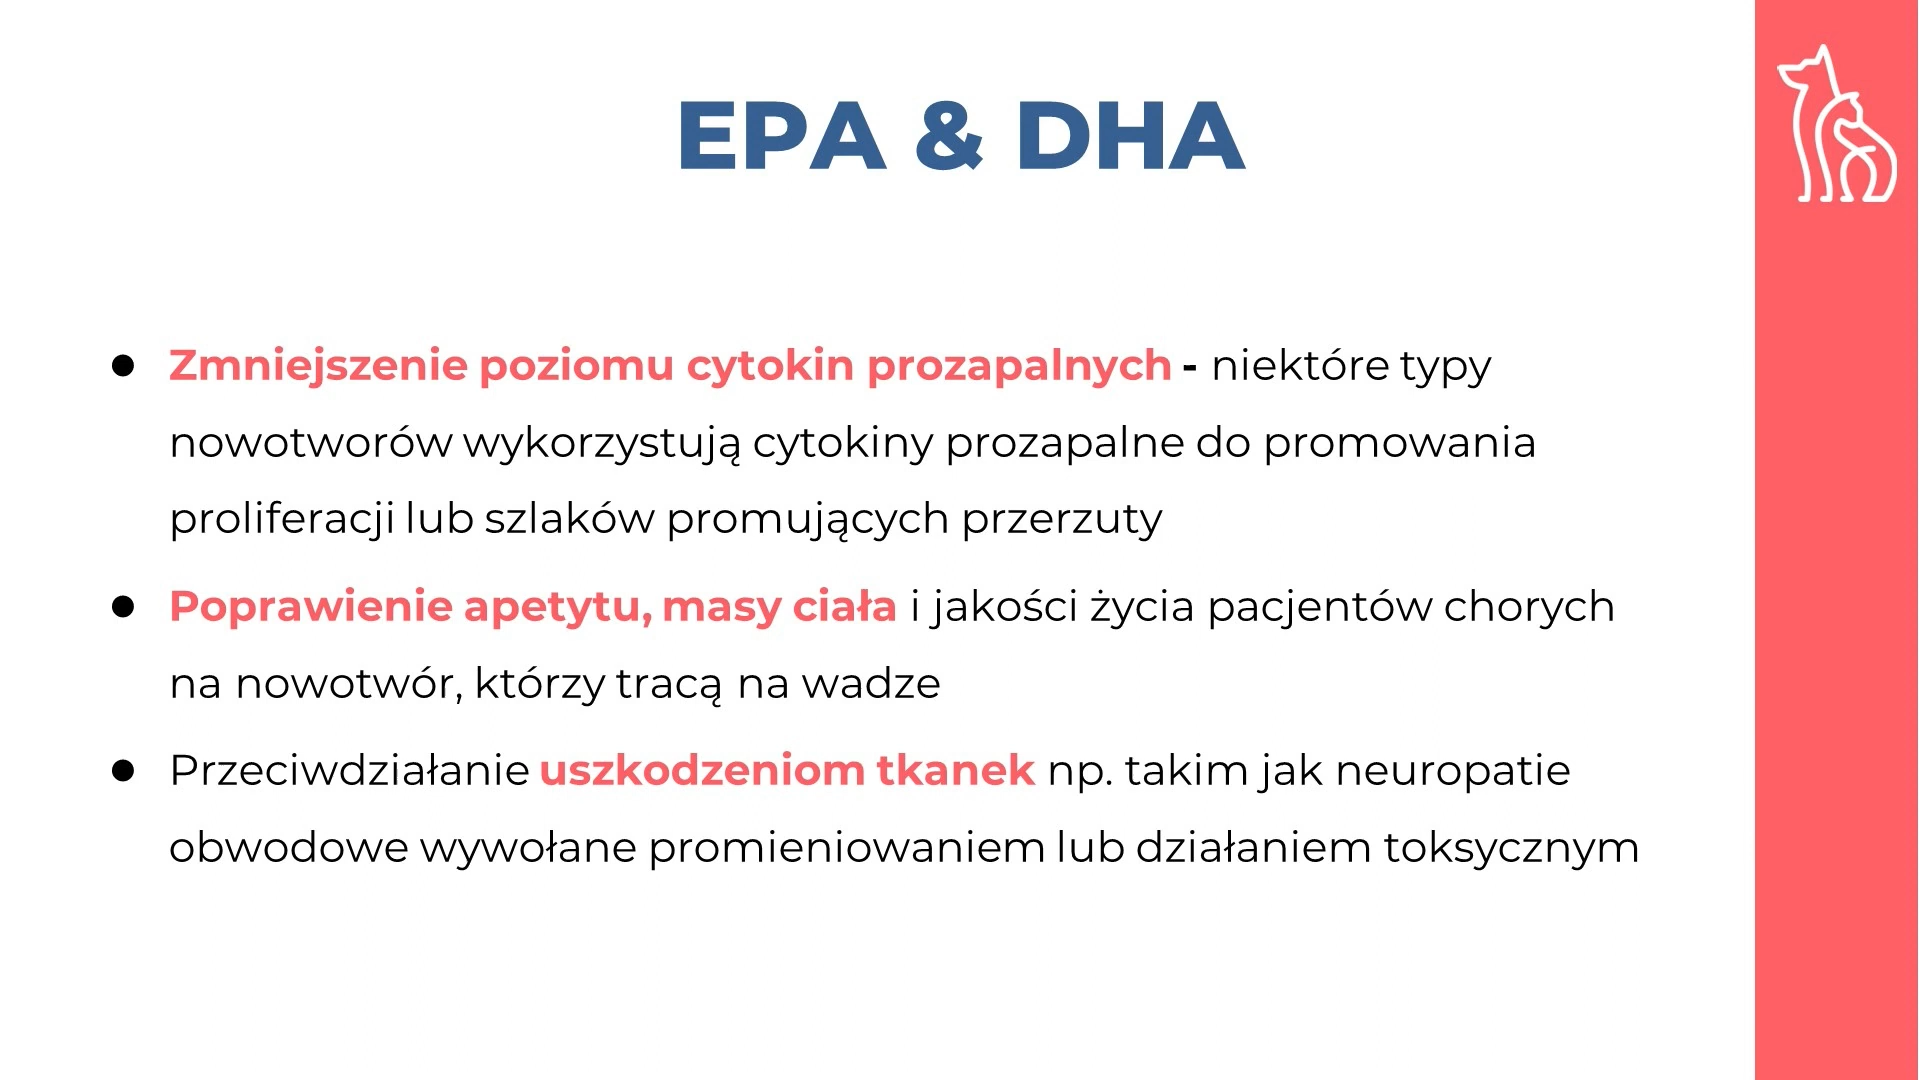 EPA & DHA
● Zmniejszenie poziomu cytokin prozapalnych - niektóre typy
nowotworów wykorzystują cytokiny prozapalne do promowania
proliferacji lub szlaków promujących przerzuty
● Poprawienie apetytu, masy ciała i jakości życia pacjentów chorych
na nowotwór, którzy tracą na wadze
● Przeciwdziałanie uszkodzeniom tkanek np. takim jak neuropatie
obwodowe wywołane promieniowaniem lub działaniem toksycznym